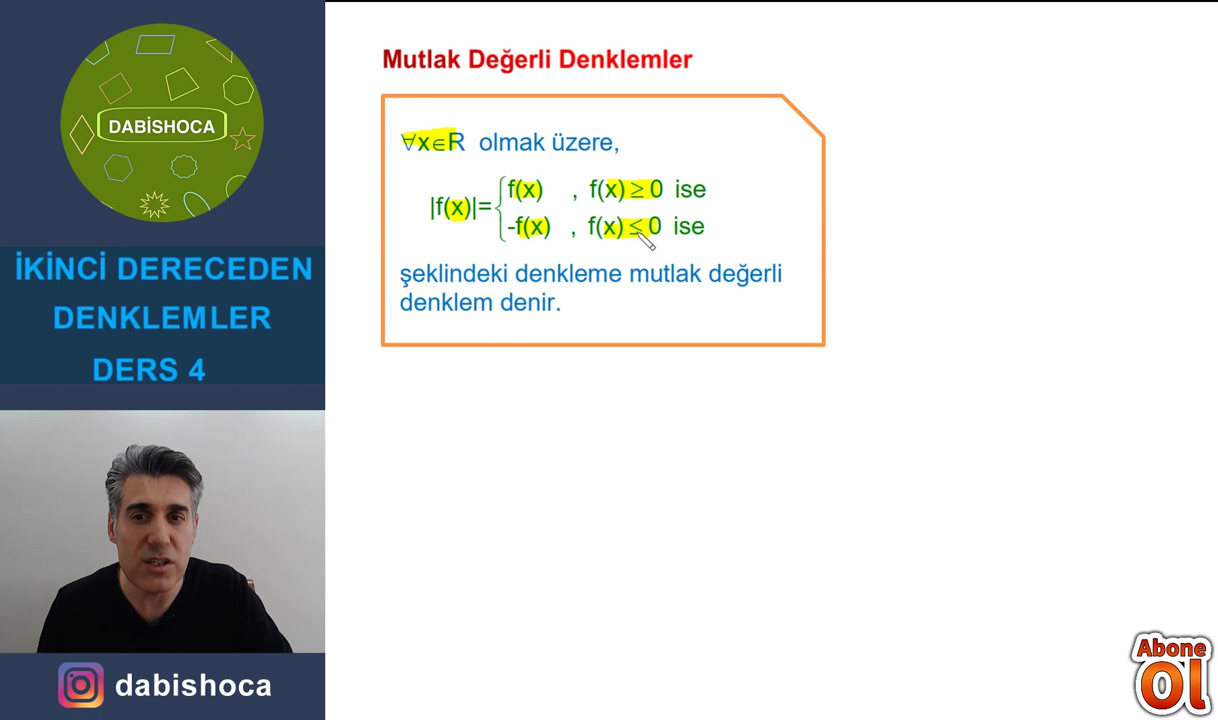 DABİSHOCA
İKİNCİ DERECEDEN
DENKLEMLER
DERS 4
dabishoca
Mutlak Değerli Denklemler
∀x∈R olmak üzere,
|f(x)|={ f(x) , f(x) ≥ 0 ise
-f(x) , f(x) ≤ 0 ise
şeklindeki denkleme mutlak değerli
denklem denir.
Abone
Ol